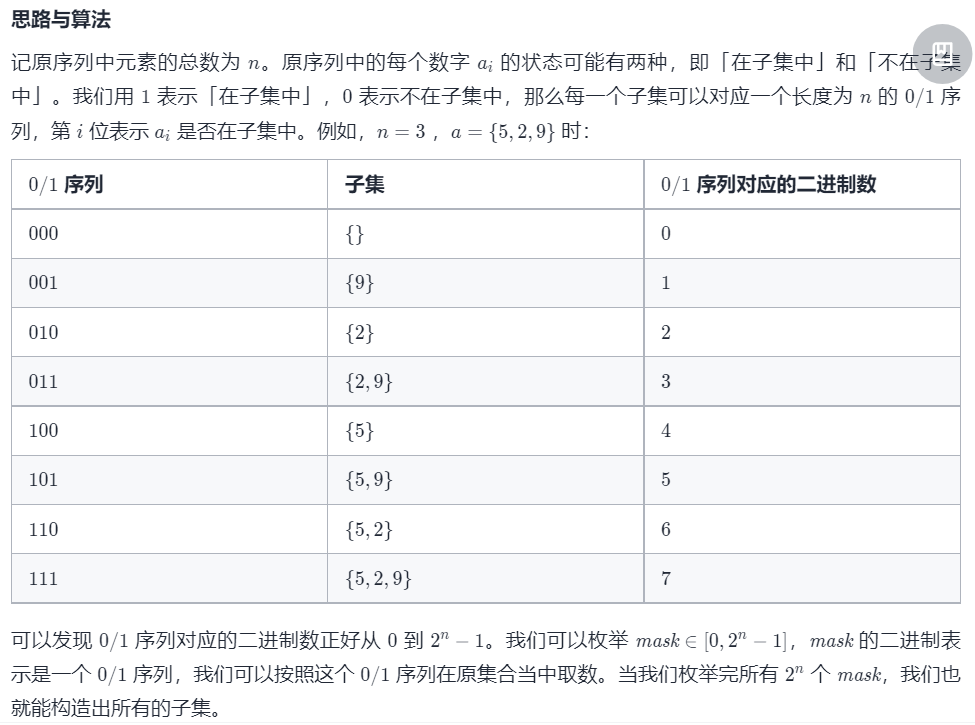 思路与算法
记原序列中元素的总数为 n。原序列中的每个数字 aᵢ 的状态可能有两种，即「在子集中」和「不在子集
中」。我们用 1 表示「在子集中」，0 表示不在子集中，那么每一个子集可以对应一个长度为 n 的 0/1 序
列，第 i 位表示 aᵢ 是否在子集中。例如，n = 3 ，a = {5, 2, 9} 时：
0/1 序列 子集 0/1 序列对应的二进制数
000 {} 0
001 {9} 1
010 {2} 2
011 {2, 9} 3
100 {5} 4
101 {5, 9} 5
110 {5, 2} 6
111 {5, 2, 9} 7
可以发现 0/1 序列对应的二进制数正好从 0 到 2ⁿ − 1。我们可以枚举 mask ∈ [0, 2ⁿ − 1]，mask 的二进制表
示是一个 0/1 序列，我们可以按照这个 0/1 序列在原集合当中取数。当我们枚举完所有 2ⁿ 个 mask，我们也
就能构造出所有的子集。